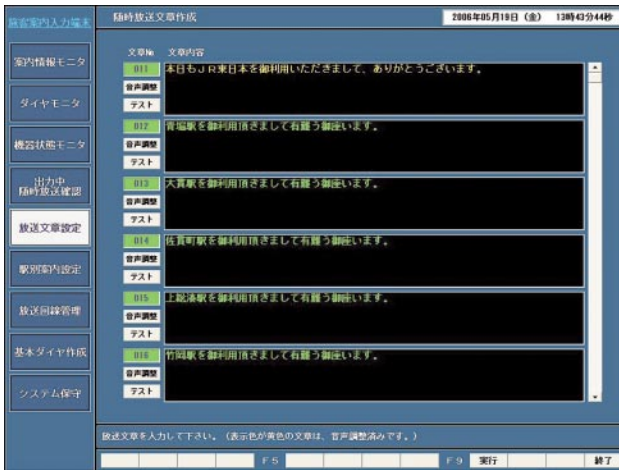 旅客案内入力端末
随時放送文章作成
2006年05月19日（金） 13時43分44秒
案内情報モニタ
ダイヤモニタ
機器状態モニタ
出力中
随時放送確認
放送文章設定
駅別案内設定
放送回線管理
基本ダイヤ作成
システム保守
文章№ 文章内容
011 本日もＪＲ東日本を御利用いただきまして、ありがとうございます。
音声調整
テスト
012 青堀駅を御利用頂きまして有難う御座います。
音声調整
テスト
013 大貫駅を御利用頂きまして有難う御座います。
音声調整
テスト
014 佐貫町駅を御利用頂きまして有難う御座います。
音声調整
テスト
015 上総湊駅を御利用頂きまして有難う御座います。
音声調整
テスト
016 竹岡駅を御利用頂きまして有難う御座います。
音声調整
テスト
放送文章を入力して下さい。（表示色が黄色の文章は、音声調整済みです。）
F5 F9 実行 終了